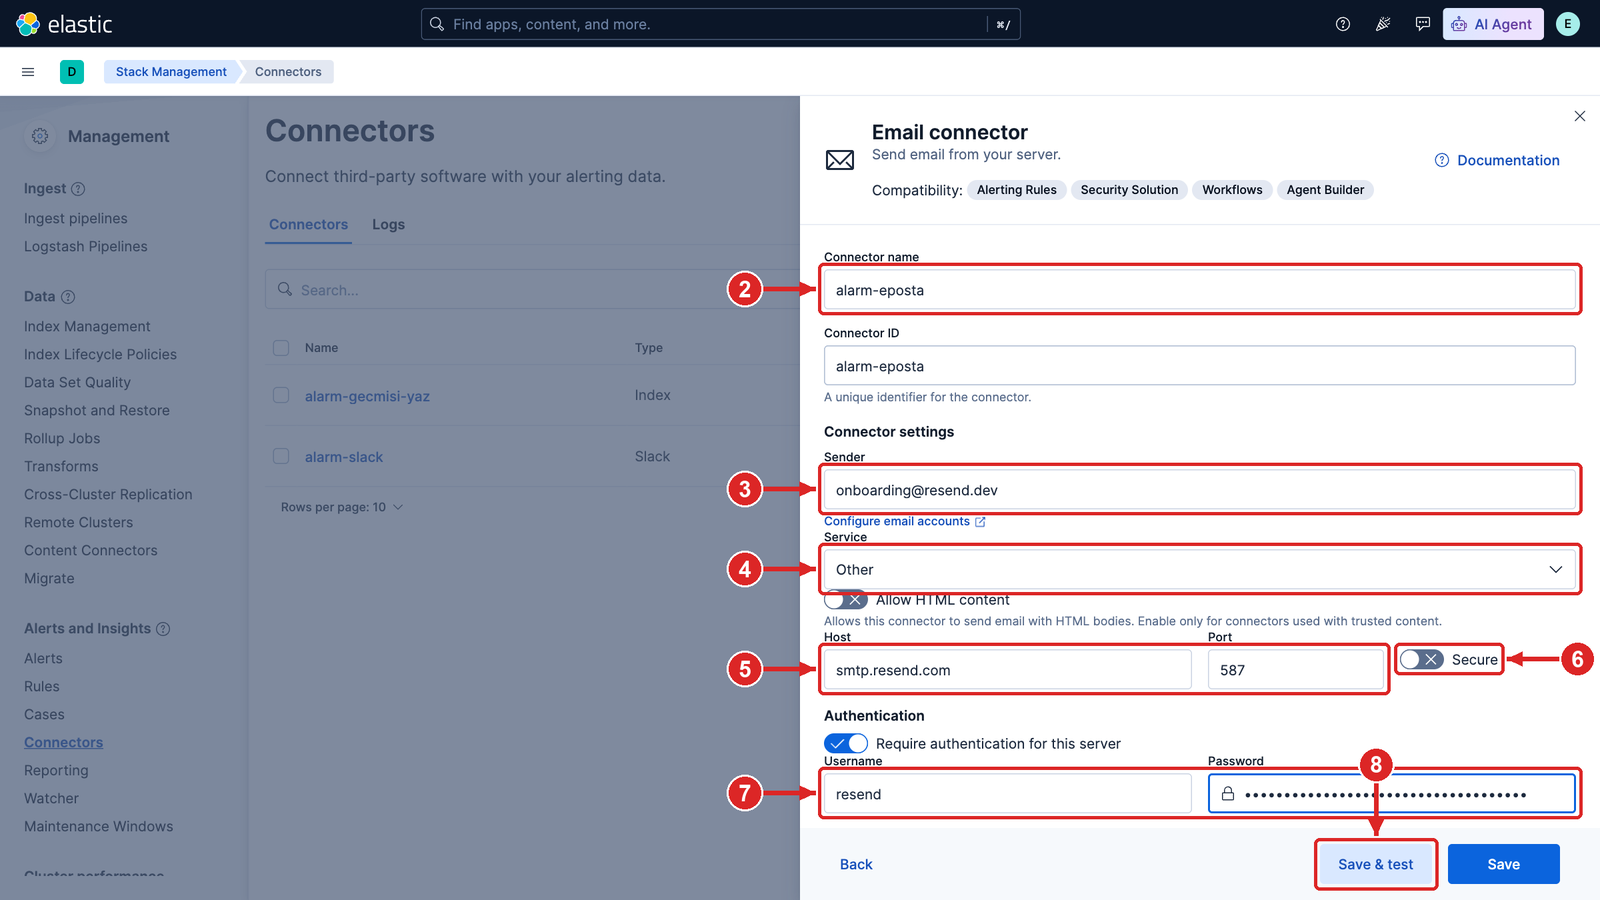 elastic
Find apps, content, and more.
⌘/
AI Agent
E
D
Stack Management
Connectors
Management
Ingest
Ingest pipelines
Logstash Pipelines
Data
Index Management
Index Lifecycle Policies
Data Set Quality
Snapshot and Restore
Rollup Jobs
Transforms
Cross-Cluster Replication
Remote Clusters
Content Connectors
Migrate
Alerts and Insights
Alerts
Rules
Cases
Connectors
Reporting
Watcher
Maintenance Windows
Cluster performance
Connectors
Connect third-party software with your alerting data.
Connectors Logs
Search...
Name Type
alarm-gecmisi-yaz Index
alarm-slack Slack
Rows per page: 10
Email connector
Send email from your server.
Documentation
Compatibility: Alerting Rules Security Solution Workflows Agent Builder
Connector name
2 alarm-eposta
Connector ID
alarm-eposta
A unique identifier for the connector.
Connector settings
Sender
3 onboarding@resend.dev
Configure email accounts
Service
4 Other
Allow HTML content
Allows this connector to send email with HTML bodies. Enable only for connectors used with trusted content.
Host Port
5 smtp.resend.com 587 Secure 6
Authentication
Require authentication for this server
Username Password 8
7 resend ••••••••••••••••••••••••••••••••••••
Back Save & test Save